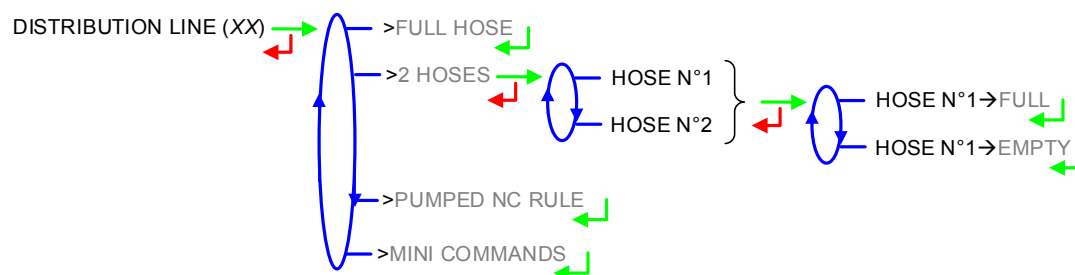 DISTRIBUTION LINE (XX)
>FULL HOSE
>2 HOSES
HOSE N°1
HOSE N°2
HOSE N°1→FULL
HOSE N°1→EMPTY
>PUMPED NC RULE
>MINI COMMANDS